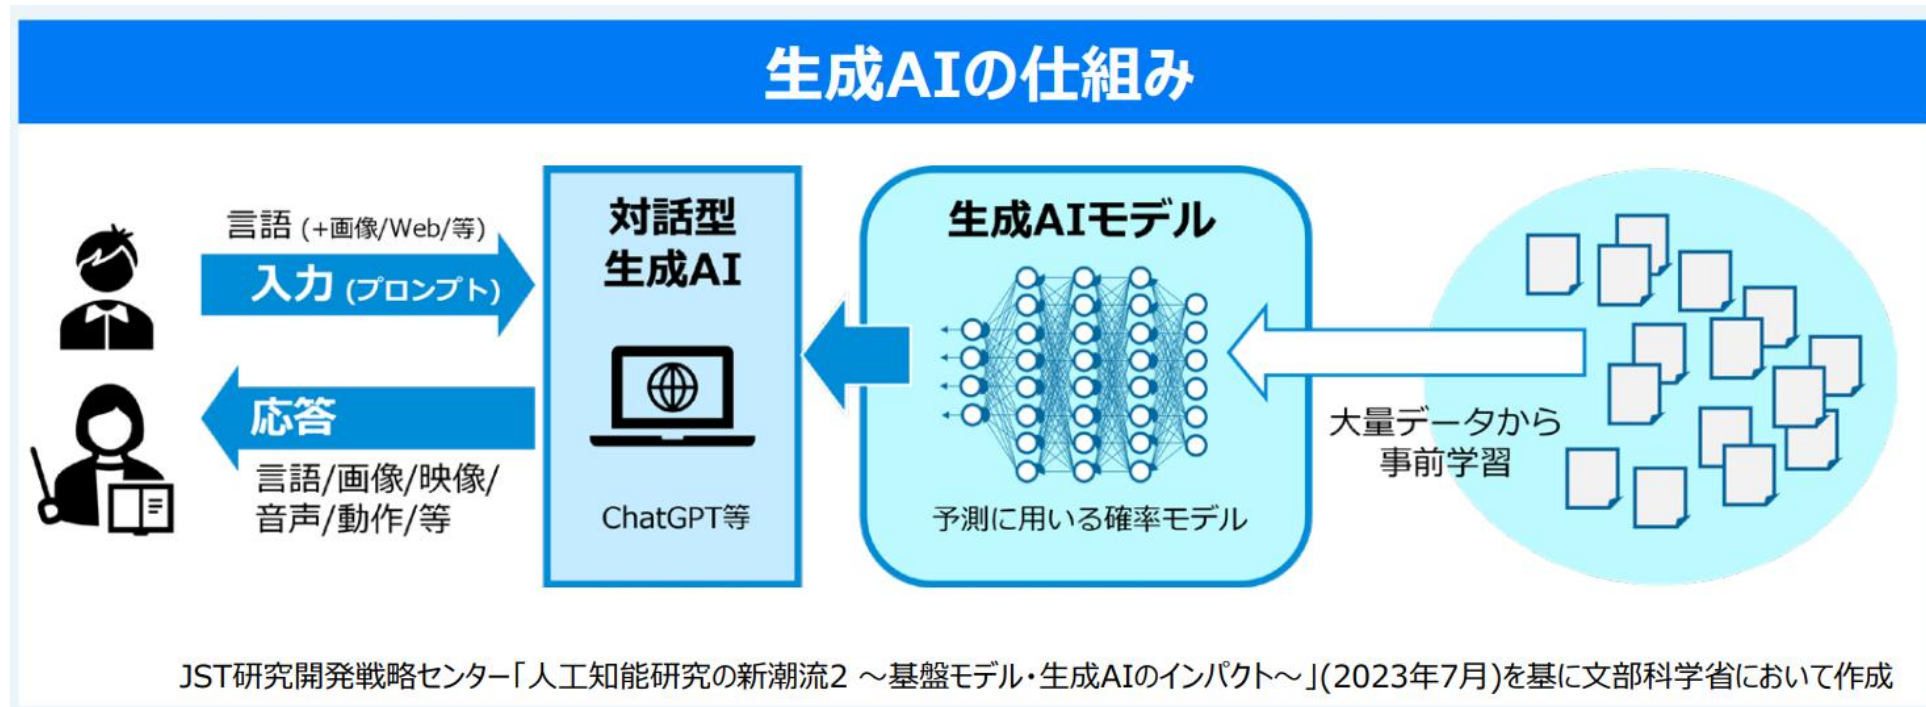 生成AIの仕組み
言語 (+画像/Web/等)
入力 (プロンプト)
応答
言語/画像/映像/
音声/動作/等
対話型
生成AI
ChatGPT等
生成AIモデル
予測に用いる確率モデル
大量データから
事前学習
JST研究開発戦略センター「人工知能研究の新潮流2 ～基盤モデル・生成AIのインパクト～」(2023年7月)を基に文部科学省において作成